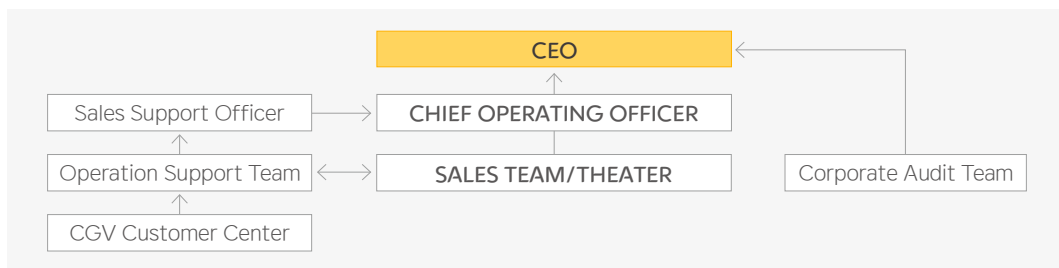 CEO
Sales Support Officer
CHIEF OPERATING OFFICER
Operation Support Team
SALES TEAM/THEATER
Corporate Audit Team
CGV Customer Center